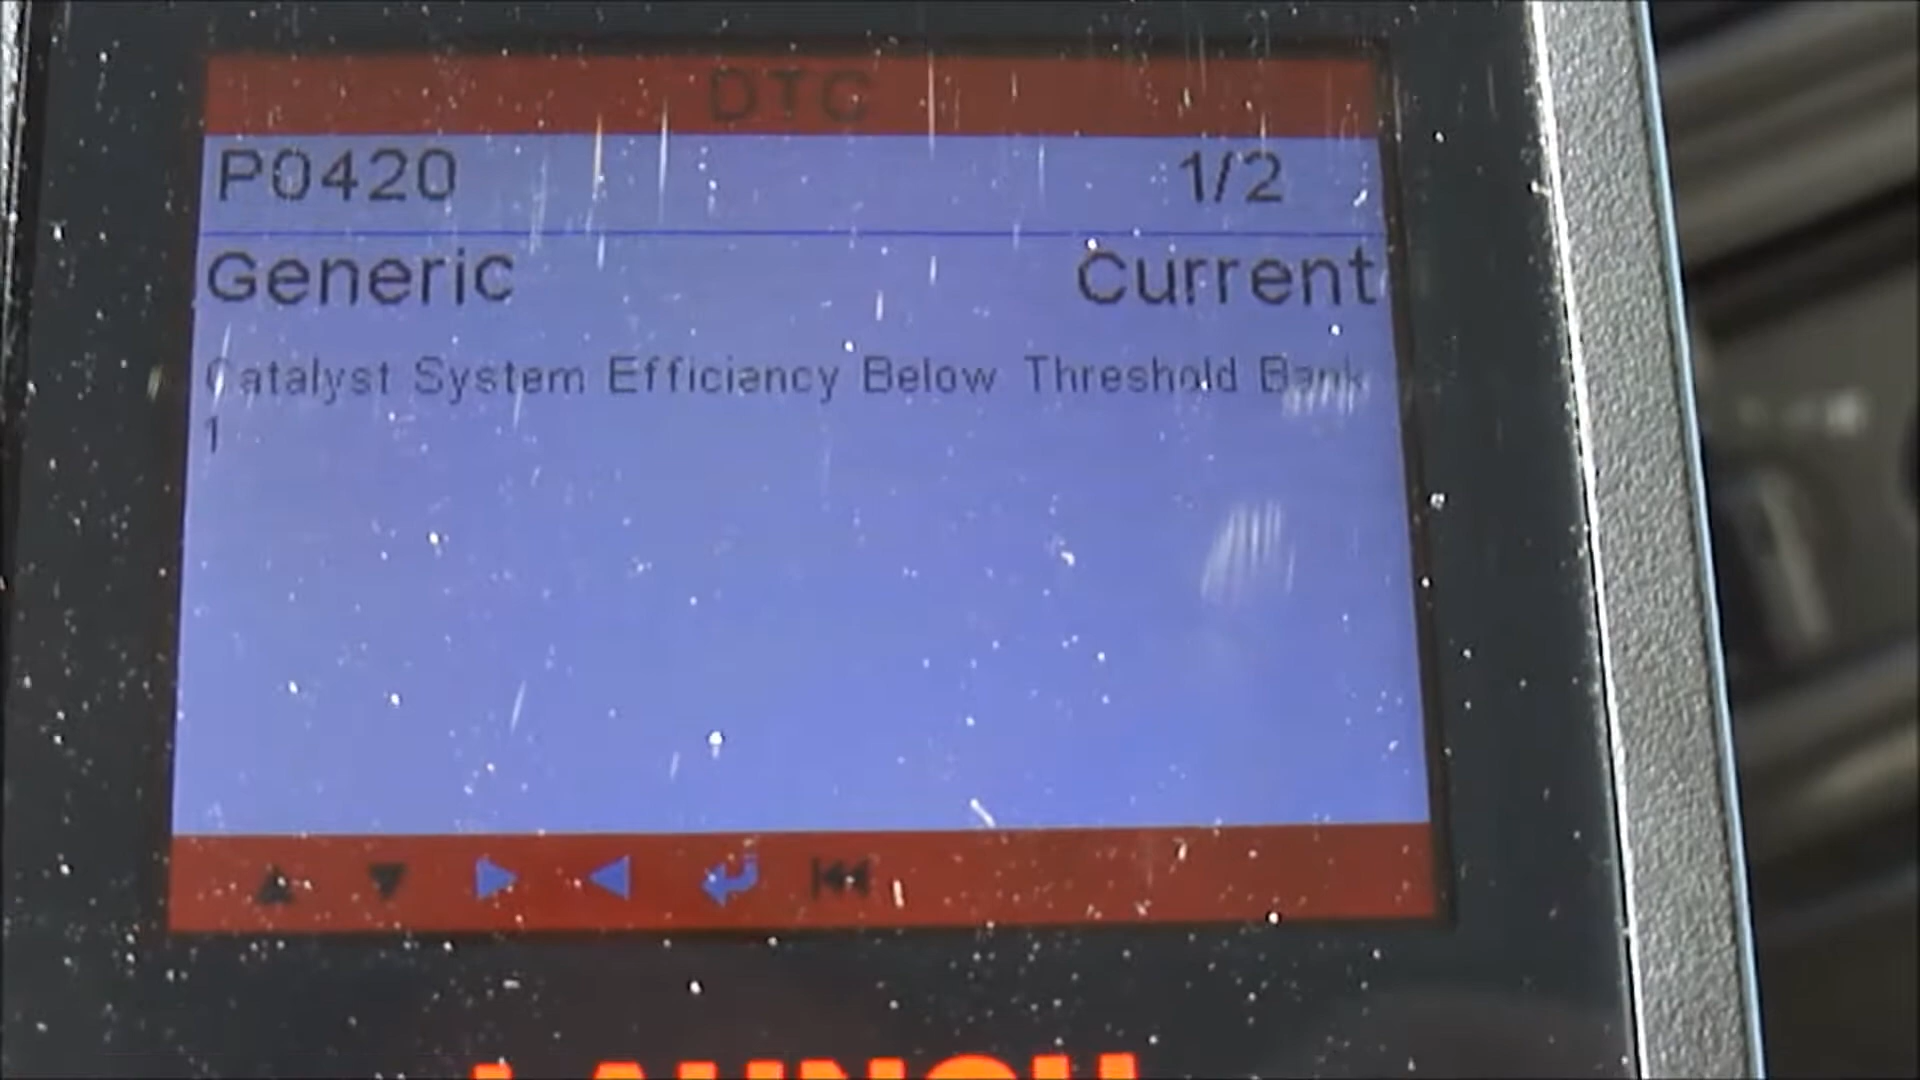 DTC
P0420 1/2
Generic Current
Catalyst System Efficiancy Below Threshold Bank
1
LAUNCH